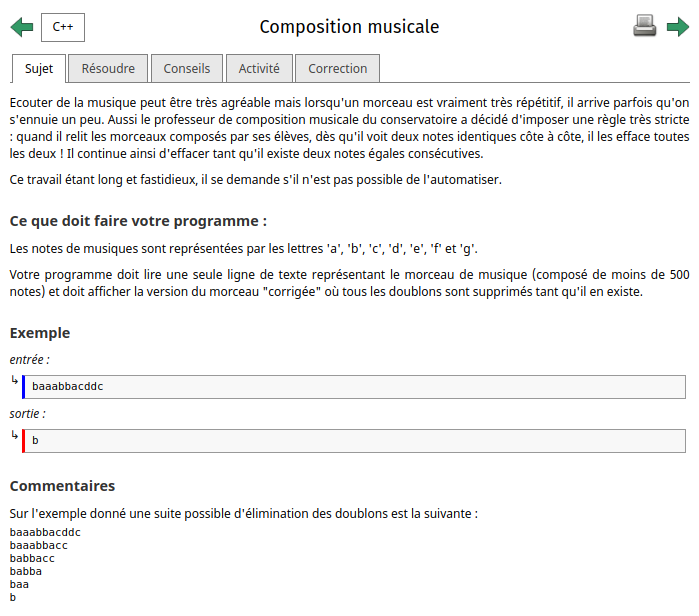 C++
Composition musicale
Sujet
Résoudre
Conseils
Activité
Correction
Ecouter de la musique peut être très agréable mais lorsqu'un morceau est vraiment très répétitif, il arrive parfois qu'on
s'ennuie un peu. Aussi le professeur de composition musicale du conservatoire a décidé d'imposer une règle très stricte
: quand il relit les morceaux composés par ses élèves, dès qu'il voit deux notes identiques côte à côte, il les efface toutes
les deux ! Il continue ainsi d'effacer tant qu'il existe deux notes égales consécutives.
Ce travail étant long et fastidieux, il se demande s'il n'est pas possible de l'automatiser.
Ce que doit faire votre programme :
Les notes de musiques sont représentées par les lettres 'a', 'b', 'c', 'd', 'e', 'f' et 'g'.
Votre programme doit lire une seule ligne de texte représentant le morceau de musique (composé de moins de 500
notes) et doit afficher la version du morceau "corrigée" où tous les doublons sont supprimés tant qu'il en existe.
Exemple
entrée :
baaabbacddc
sortie :
b
Commentaires
Sur l'exemple donné une suite possible d'élimination des doublons est la suivante :
baaabbacddc
baaabbacc
babbacc
babba
baa
b